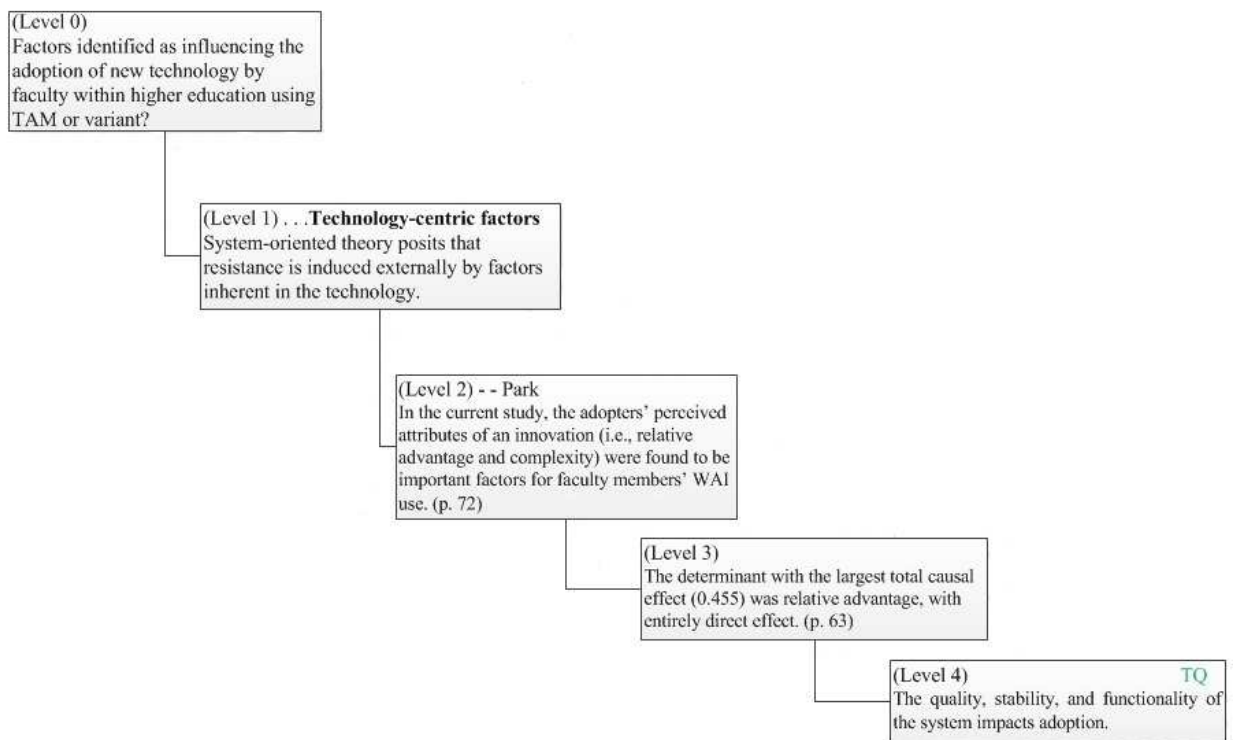 (Level 0)
Factors identified as influencing the
adoption of new technology by
faculty within higher education using
TAM or variant?
(Level 1) . . .Technology-centric factors
System-oriented theory posits that
resistance is induced externally by factors
inherent in the technology.
(Level 2) - - Park
In the current study, the adopters’ perceived
attributes of an innovation (i.e., relative
advantage and complexity) were found to be
important factors for faculty members’ WAI
use. (p. 72)
(Level 3)
The determinant with the largest total causal
effect (0.455) was relative advantage, with
entirely direct effect. (p. 63)
(Level 4) TQ
The quality, stability, and functionality of
the system impacts adoption.